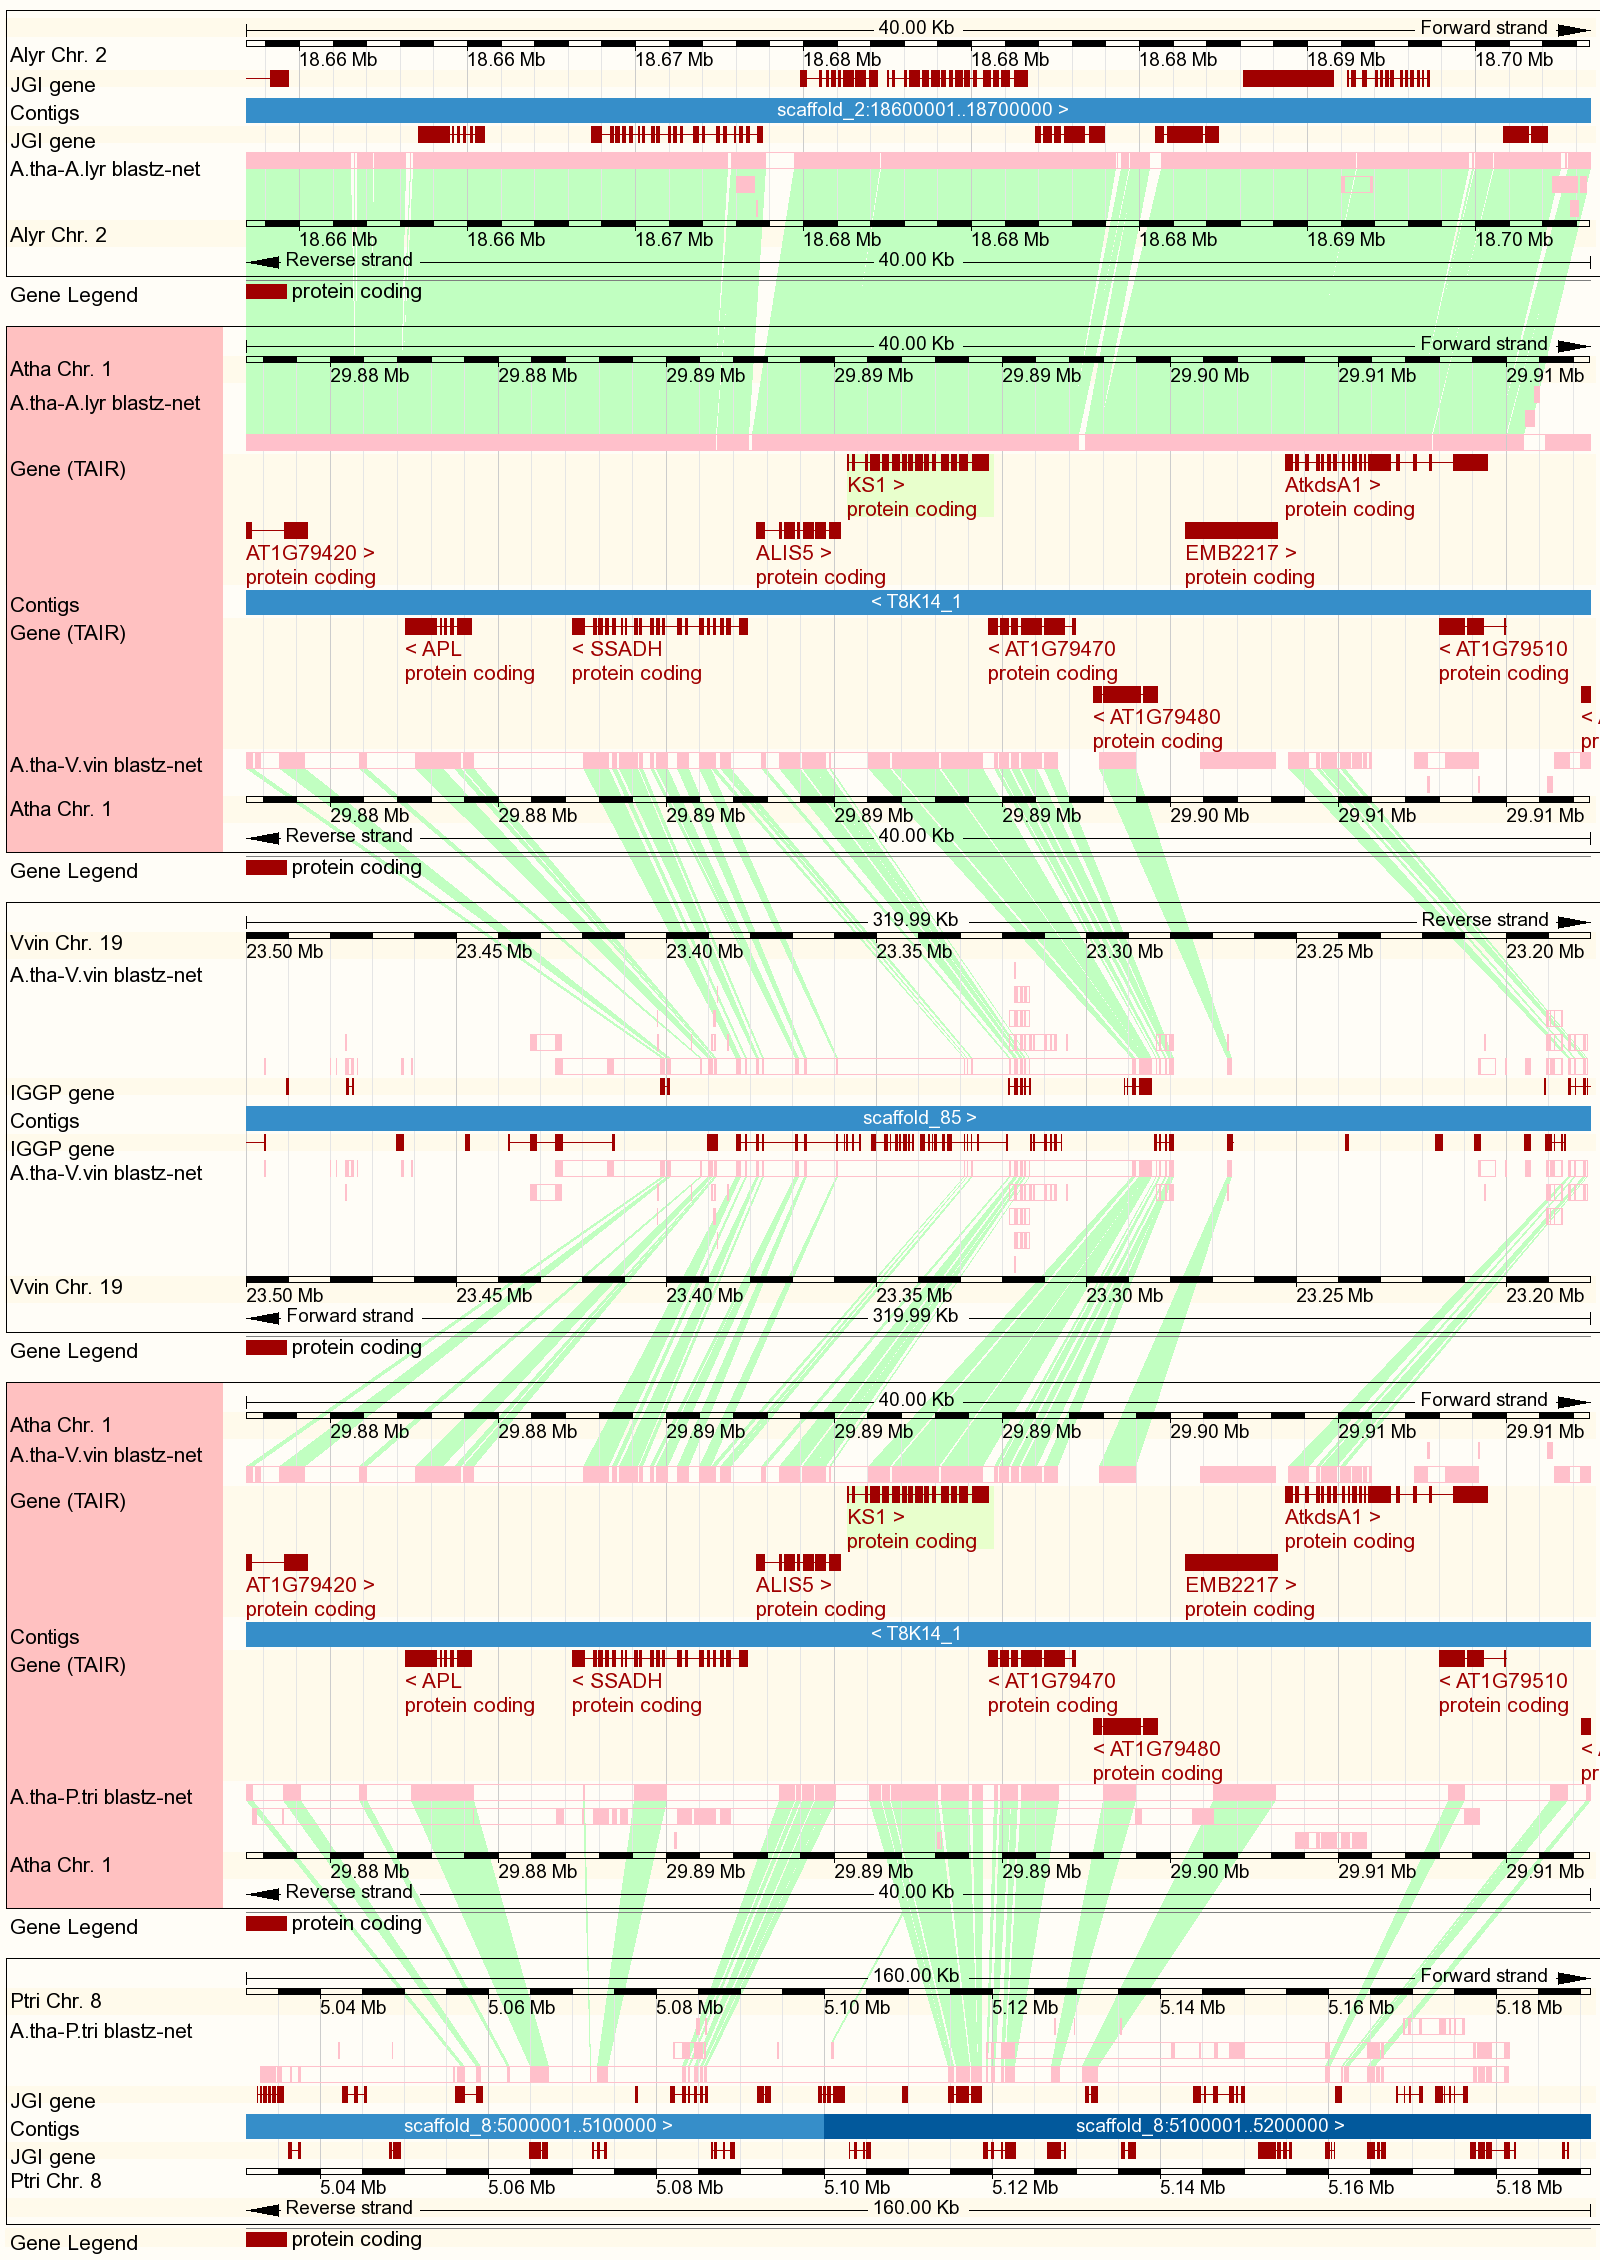 40.00 Kb Forward strand
Alyr Chr. 2 18.66 Mb 18.66 Mb 18.67 Mb 18.68 Mb 18.68 Mb 18.68 Mb 18.69 Mb 18.70 Mb
JGI gene
Contigs scaffold_2:18600001..18700000 >
JGI gene
A.tha-A.lyr blastz-net
Alyr Chr. 2 18.66 Mb 18.66 Mb 18.67 Mb 18.68 Mb 18.68 Mb 18.68 Mb 18.69 Mb 18.70 Mb
Reverse strand 40.00 Kb
Gene Legend protein coding
40.00 Kb Forward strand
Atha Chr. 1 29.88 Mb 29.88 Mb 29.89 Mb 29.89 Mb 29.89 Mb 29.90 Mb 29.91 Mb 29.91 Mb
A.tha-A.lyr blastz-net
Gene (TAIR)
KS1 > AtkdsA1 >
protein coding protein coding
AT1G79420 > ALIS5 > EMB2217 >
protein coding protein coding protein coding
Contigs < T8K14_1
Gene (TAIR)
< APL < SSADH < AT1G79470 < AT1G79510
protein coding protein coding protein coding protein coding
< AT1G79480 <
protein coding pr
A.tha-V.vin blastz-net
Atha Chr. 1 29.88 Mb 29.88 Mb 29.89 Mb 29.89 Mb 29.89 Mb 29.90 Mb 29.91 Mb 29.91 Mb
Reverse strand 40.00 Kb
Gene Legend protein coding
319.99 Kb Reverse strand
Vvin Chr. 19 23.50 Mb 23.45 Mb 23.40 Mb 23.35 Mb 23.30 Mb 23.25 Mb 23.20 Mb
A.tha-V.vin blastz-net
IGGP gene
Contigs scaffold_85 >
IGGP gene
A.tha-V.vin blastz-net
Vvin Chr. 19 23.50 Mb 23.45 Mb 23.40 Mb 23.35 Mb 23.30 Mb 23.25 Mb 23.20 Mb
Forward strand 319.99 Kb
Gene Legend protein coding
40.00 Kb Forward strand
Atha Chr. 1 29.88 Mb 29.88 Mb 29.89 Mb 29.89 Mb 29.89 Mb 29.90 Mb 29.91 Mb 29.91 Mb
A.tha-V.vin blastz-net
Gene (TAIR)
KS1 > AtkdsA1 >
protein coding protein coding
AT1G79420 > ALIS5 > EMB2217 >
protein coding protein coding protein coding
Contigs < T8K14_1
Gene (TAIR)
< APL < SSADH < AT1G79470 < AT1G79510
protein coding protein coding protein coding protein coding
< AT1G79480 <
protein coding pr
A.tha-P.tri blastz-net
Atha Chr. 1 29.88 Mb 29.88 Mb 29.89 Mb 29.89 Mb 29.89 Mb 29.90 Mb 29.91 Mb 29.91 Mb
Reverse strand 40.00 Kb
Gene Legend protein coding
160.00 Kb Forward strand
Ptri Chr. 8 5.04 Mb 5.06 Mb 5.08 Mb 5.10 Mb 5.12 Mb 5.14 Mb 5.16 Mb 5.18 Mb
A.tha-P.tri blastz-net
JGI gene
Contigs scaffold_8:5000001..5100000 > scaffold_8:5100001..5200000 >
JGI gene
Ptri Chr. 8 5.04 Mb 5.06 Mb 5.08 Mb 5.10 Mb 5.12 Mb 5.14 Mb 5.16 Mb 5.18 Mb
Reverse strand 160.00 Kb
Gene Legend protein coding